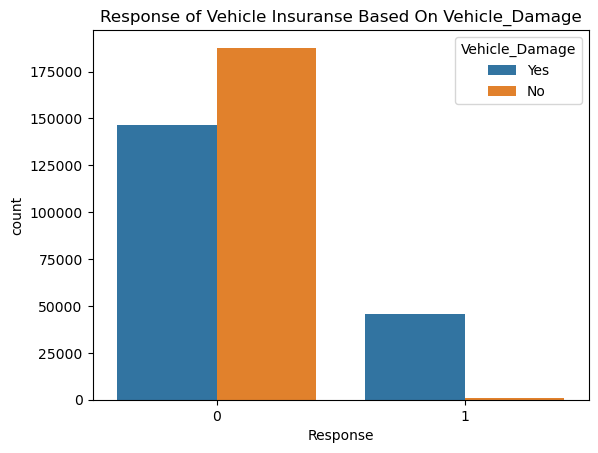 Response of Vehicle Insuranse Based On Vehicle_Damage
Vehicle_Damage
Yes
No
175000
150000
125000
100000
75000
50000
25000
0
count
0 1
Response